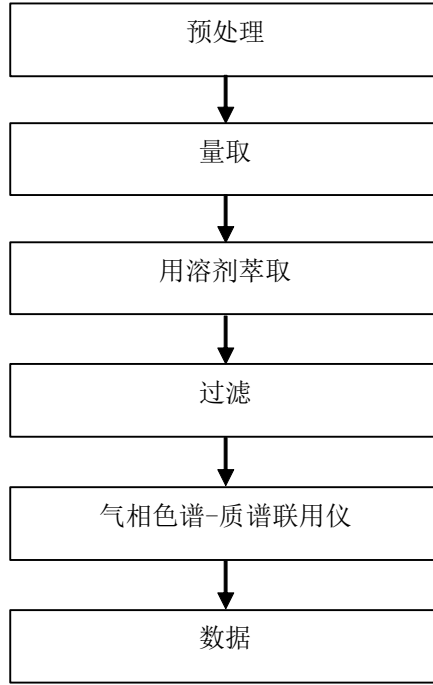 预处理
量取
用溶剂萃取
过滤
气相色谱-质谱联用仪
数据